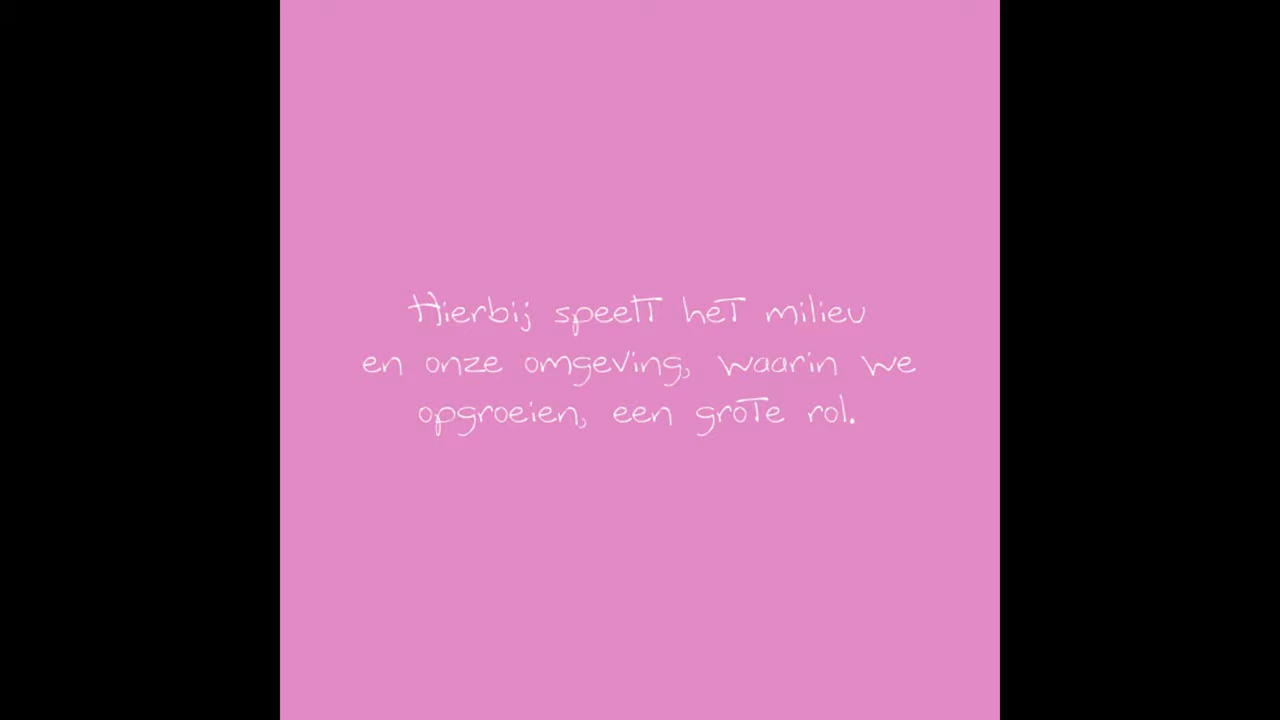 Hierbij speelt het milieu
en onze omgeving, waarin we
opgroeien, een grote rol.